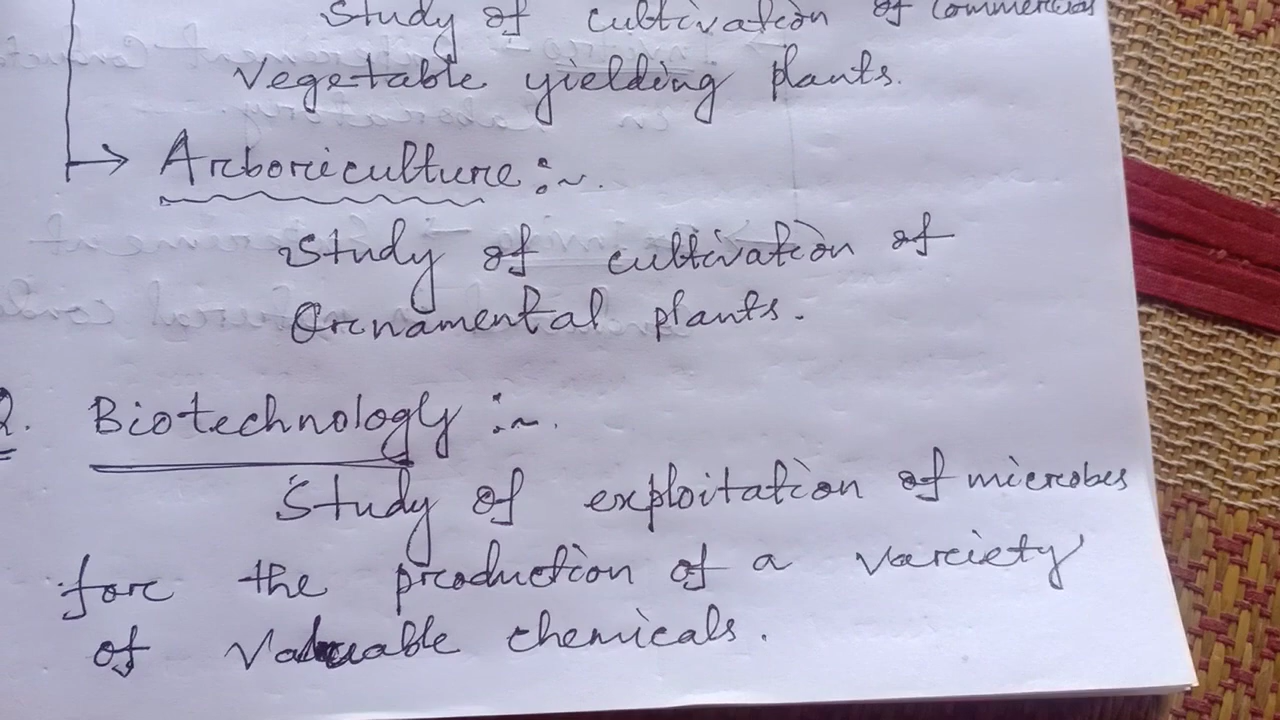 Study of cultivation of Commercial
Vegetable yielding plants.
Arboriculture :~.
Study of cultivation of
Ornamental plants.
2. Biotechnology :~.
Study of exploitation of microbes
for the production of a variety
of Valuable chemicals.